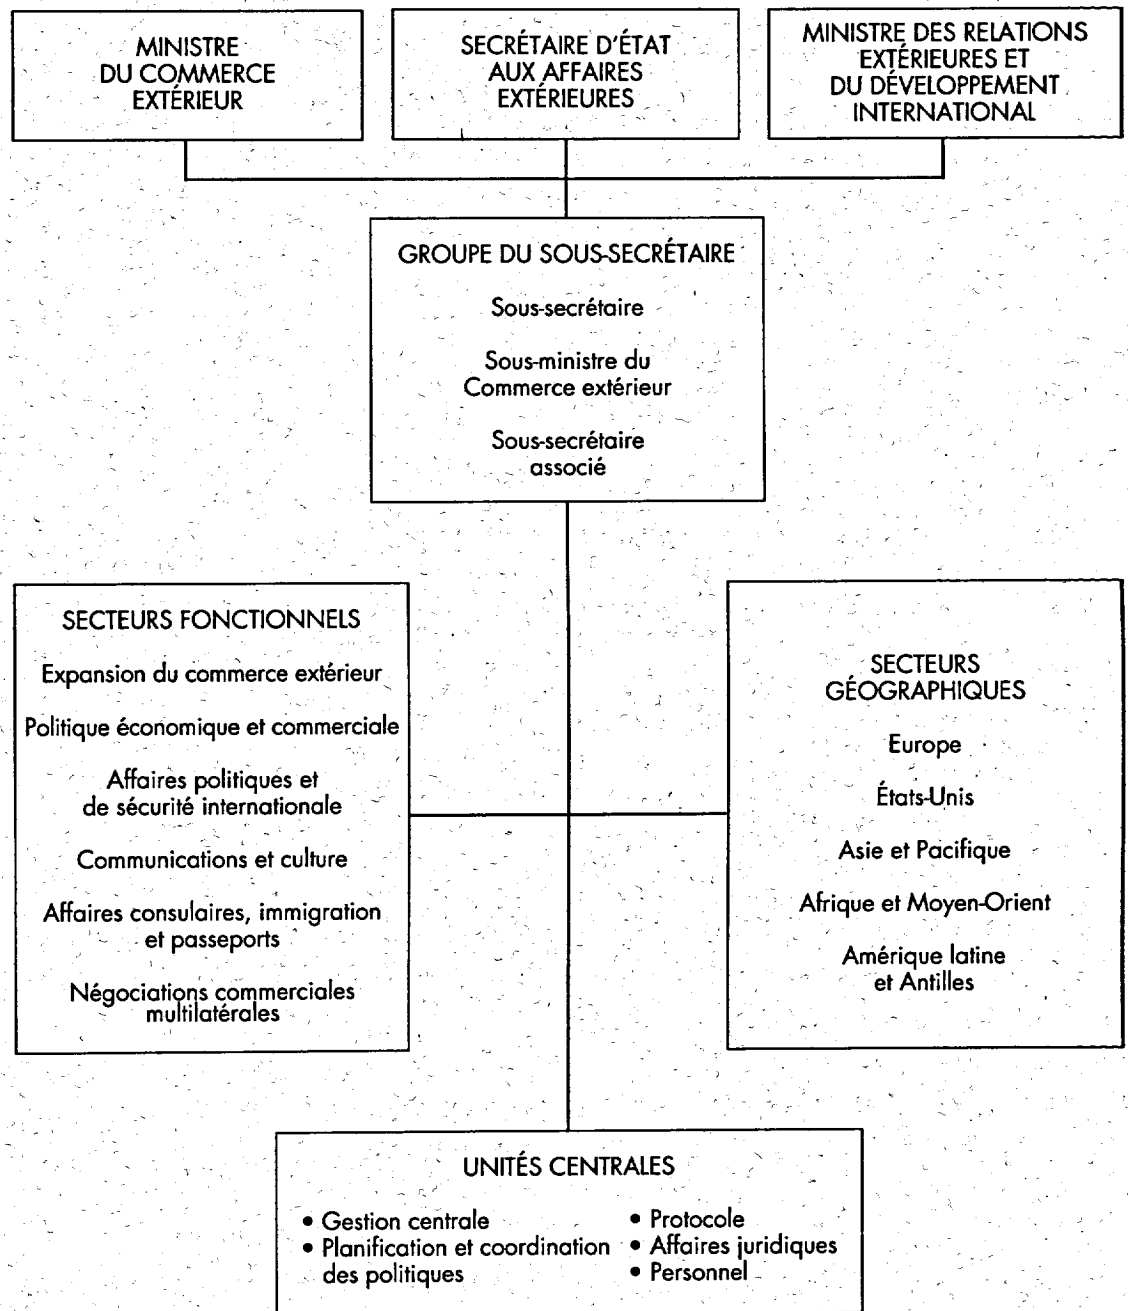 MINISTRE
DU COMMERCE
EXTÉRIEUR
SECRÉTAIRE D'ÉTAT
AUX AFFAIRES
EXTÉRIEURES
MINISTRE DES RELATIONS
EXTÉRIEURES ET
DU DÉVELOPPEMENT
INTERNATIONAL
GROUPE DU SOUS-SECRÉTAIRE
Sous-secrétaire
Sous-ministre du
Commerce extérieur
Sous-secrétaire
associé
SECTEURS FONCTIONNELS
Expansion du commerce extérieur
Politique économique et commerciale
Affaires politiques et
de sécurité internationale
Communications et culture
Affaires consulaires, immigration
et passeports
Négociations commerciales
multilatérales
SECTEURS
GÉOGRAPHIQUES
Europe
États-Unis
Asie et Pacifique
Afrique et Moyen-Orient
Amérique latine
et Antilles
UNITÉS CENTRALES
• Gestion centrale
• Planification et coordination
des politiques
• Protocole
• Affaires juridiques
• Personnel